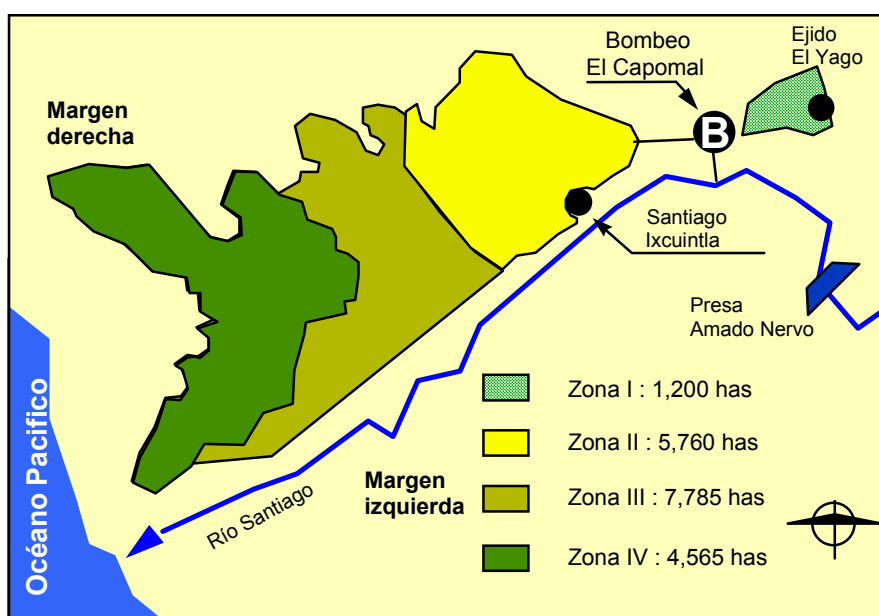 Bombeo
El Capomal
Ejido
El Yago
Margen
derecha
B
Santiago
Ixcuintla
Presa
Amado Nervo
Océano Pacifico
Río Santiago
Margen
izquierda
Zona I : 1,200 has
Zona II : 5,760 has
Zona III : 7,785 has
Zona IV : 4,565 has